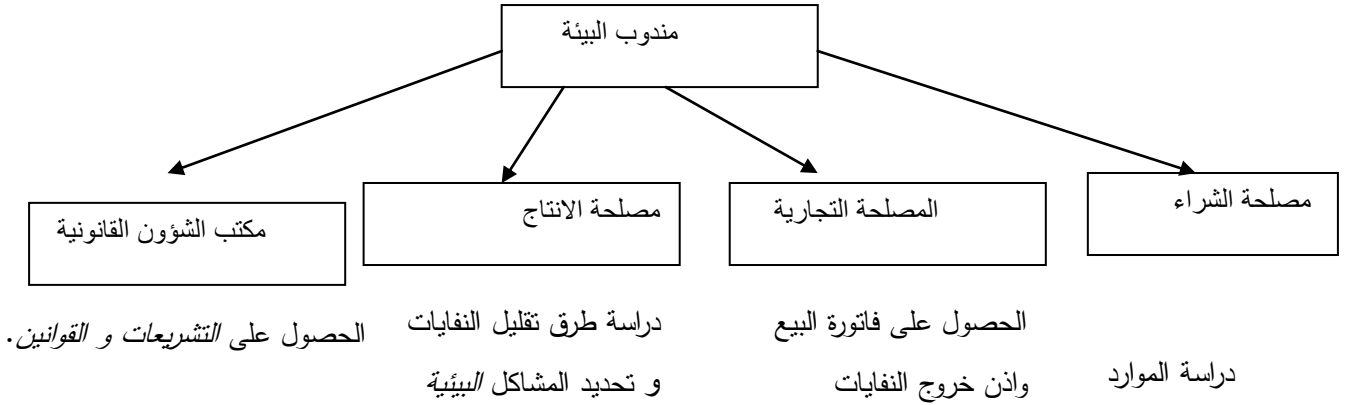 مندوب البيئة
مصلحة الشراء
المصلحة التجارية
مصلحة الانتاج
مكتب الشؤون القانونية
دراسة الموارد
الحصول على فاتورة البيع
واذن خروج النفايات
دراسة طرق تقليل النفايات
و تحديد المشاكل البيئية
الحصول على التشريعات و القوانين.